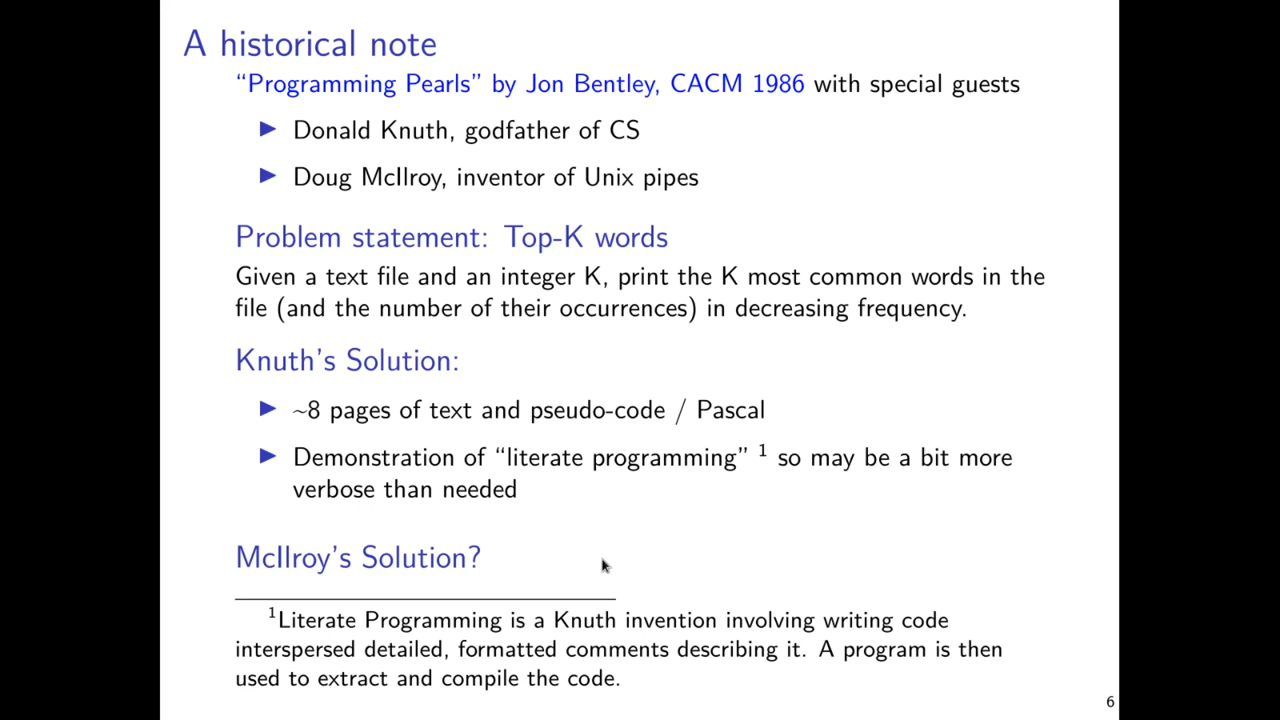 A historical note
“Programming Pearls” by Jon Bentley, CACM 1986 with special guests
▶ Donald Knuth, godfather of CS
▶ Doug McIlroy, inventor of Unix pipes
Problem statement: Top-K words
Given a text file and an integer K, print the K most common words in the
file (and the number of their occurrences) in decreasing frequency.
Knuth’s Solution:
▶ ~8 pages of text and pseudo-code / Pascal
▶ Demonstration of “literate programming” ¹ so may be a bit more
verbose than needed
McIlroy’s Solution?
¹Literate Programming is a Knuth invention involving writing code
interspersed detailed, formatted comments describing it. A program is then
used to extract and compile the code.
6